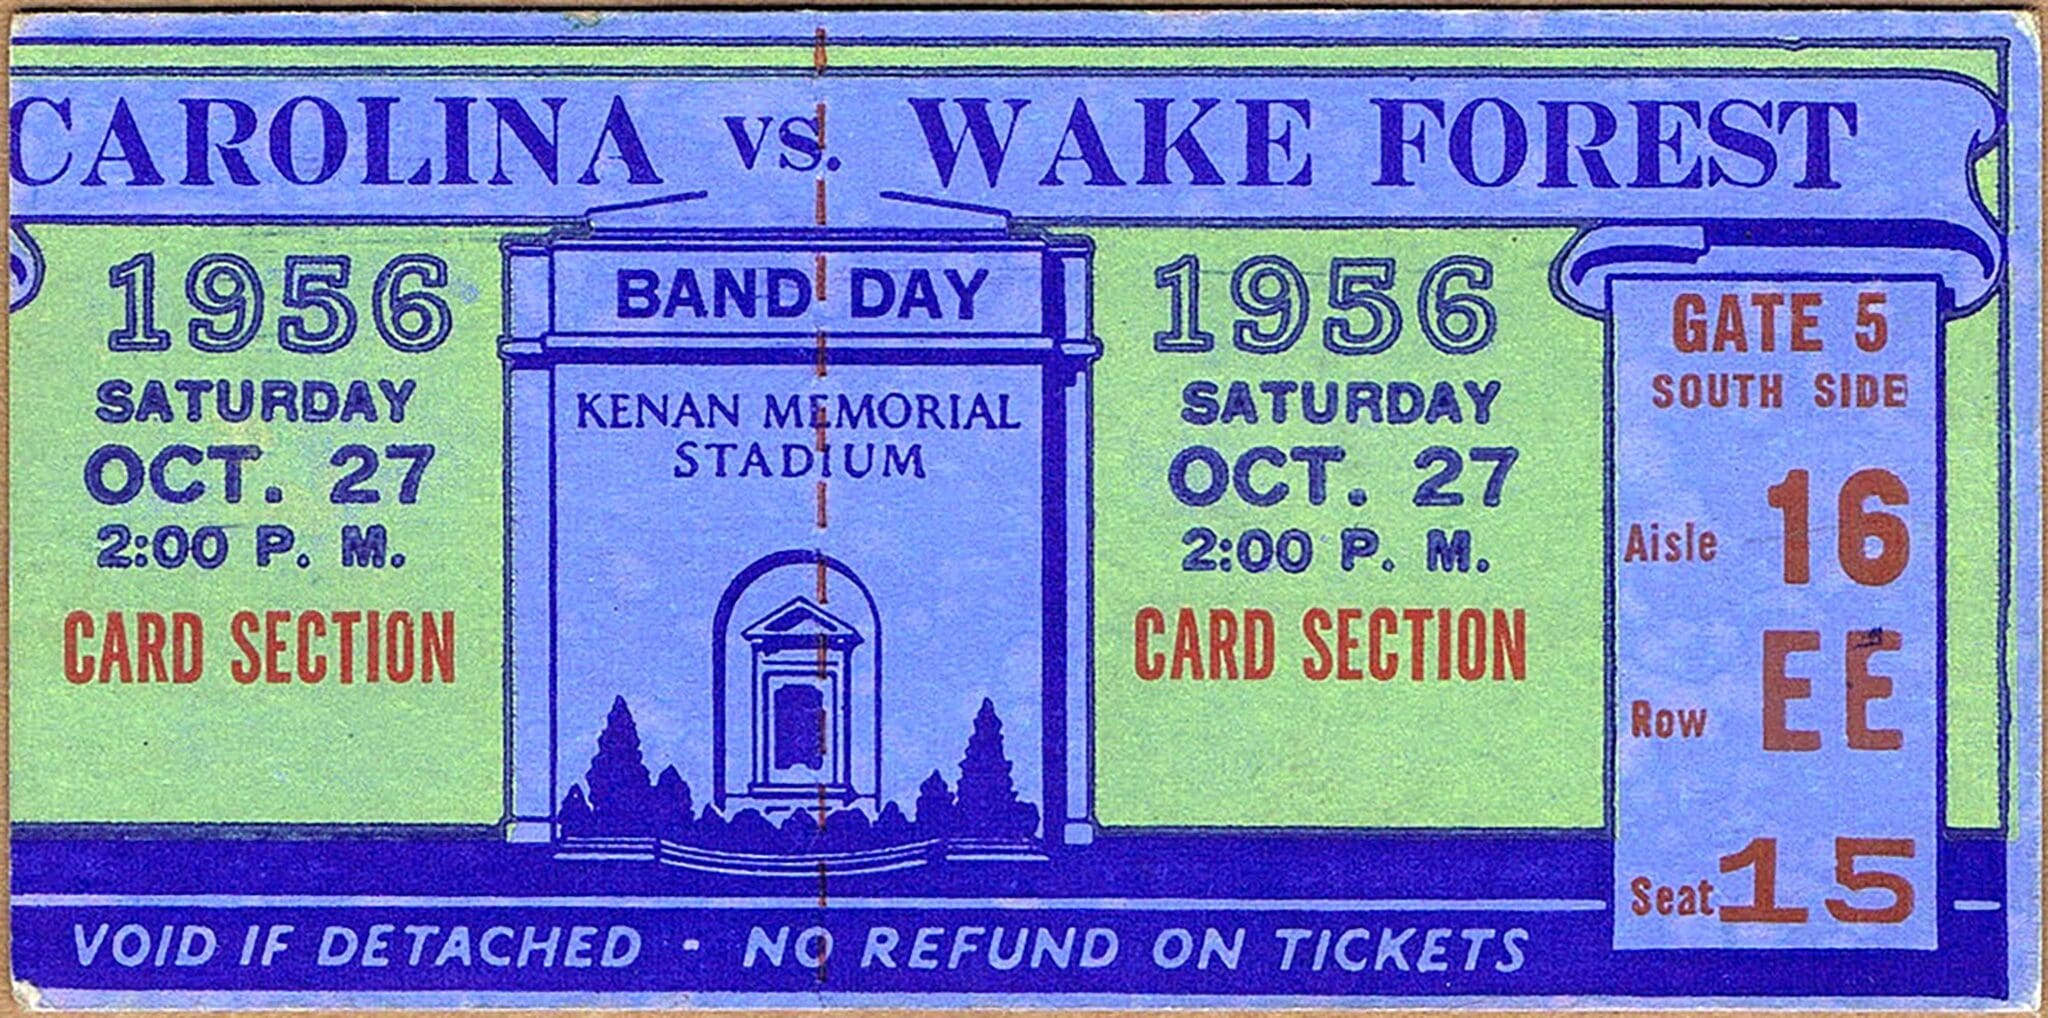 CAROLINA vs. WAKE FOREST
1956
SATURDAY
OCT. 27
2:00 P. M.
CARD SECTION
BAND DAY
KENAN MEMORIAL
STADIUM
1956
SATURDAY
OCT. 27
2:00 P. M.
CARD SECTION
GATE 5
SOUTH SIDE
Aisle 16
Row EE
Seat 15
VOID IF DETACHED - NO REFUND ON TICKETS